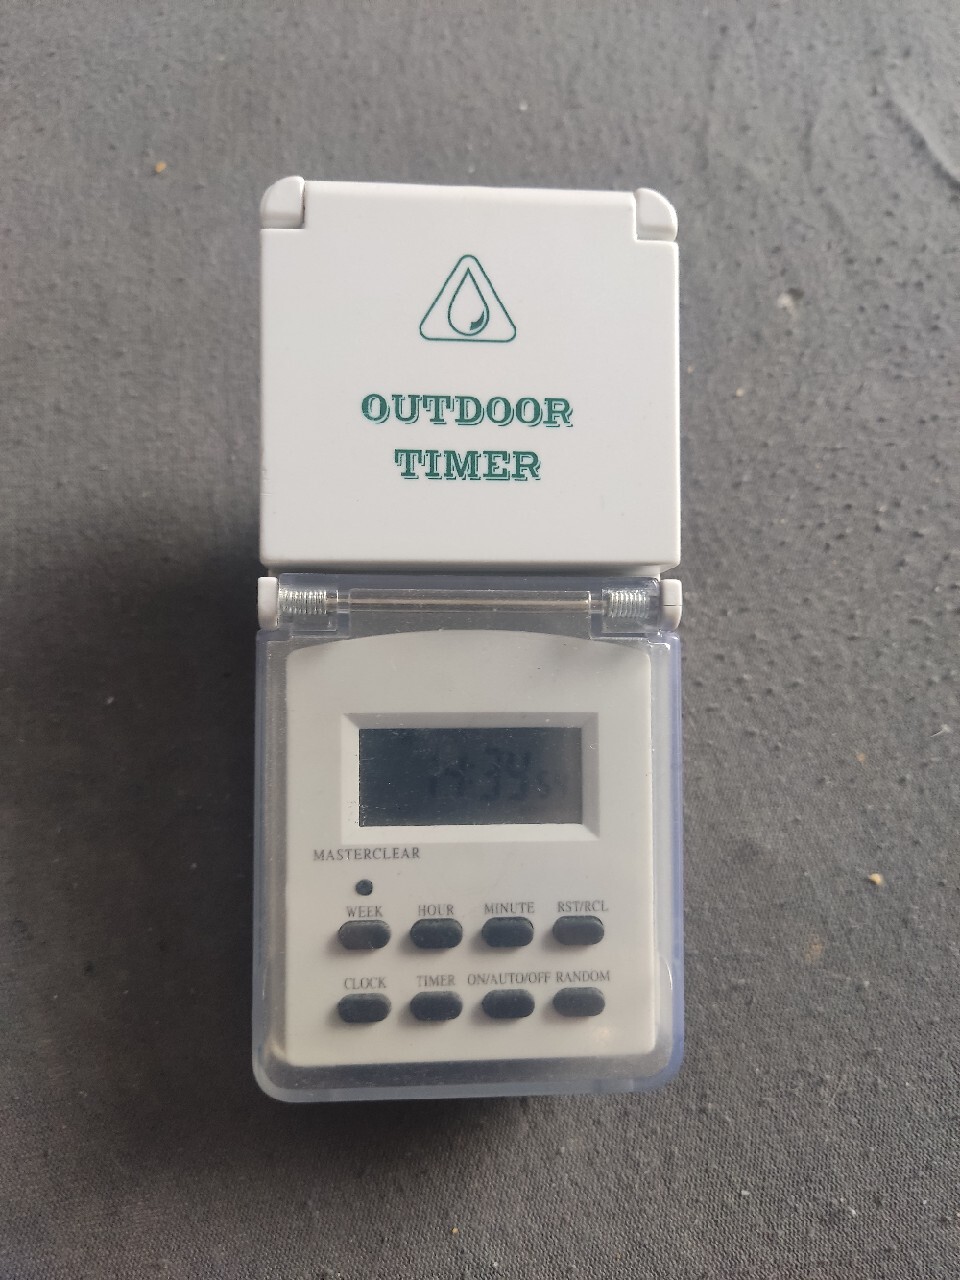 OUTDOOR
TIMER
MASTERCLEAR
WEEK HOUR MINUTE RST/RCL
CLOCK TIMER ON/AUTO/OFF RANDOM